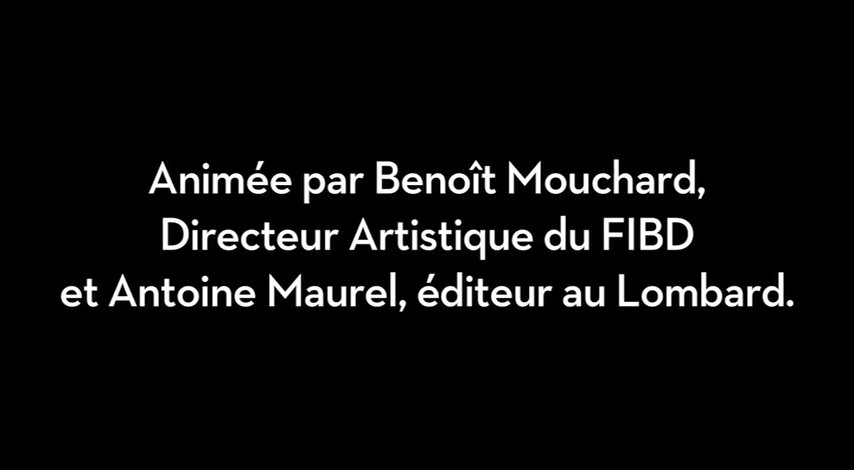 Animée par Benoît Mouchard,
Directeur Artistique du FIBD
et Antoine Maurel, éditeur au Lombard.